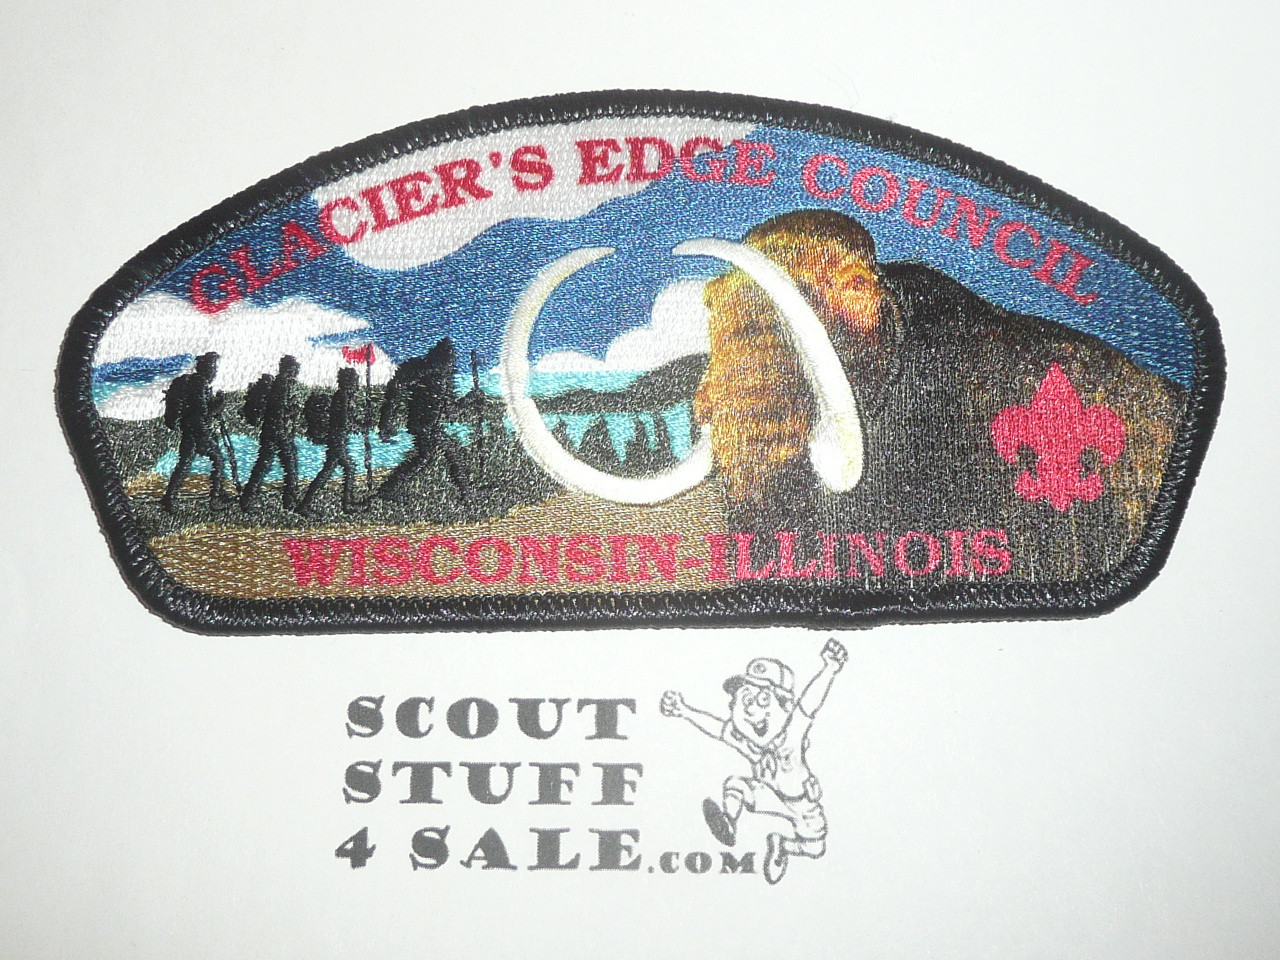 GLACIER'S EDGE COUNCIL
WISCONSIN-ILLINOIS
SCOUT
STUFF
4 SALE.COM